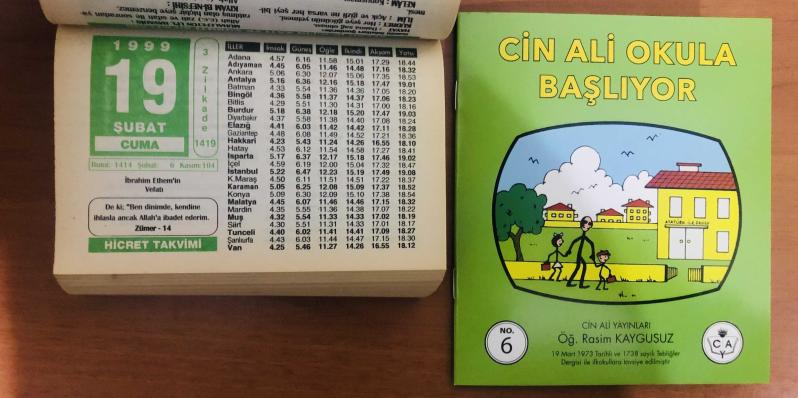 1999
19
ŞUBAT
CUMA
3 Zilkade 1419
Rumi: 1414 Şubat: 6 Kasım: 104
İbrahim Ethem'in
Vefatı
De ki; "Ben dinimde, kendine
ihlasla ancak Allah'a ibadet ederim.
Zümer - 14
HİCRET TAKVİMİ
İLLER İmsak Güneş Öğle İkindi Akşam Yatsı
Adana 4.57 6.16 11.58 15.01 17.29 18.44
Adıyaman 4.45 6.05 11.46 14.48 17.16 18.32
Ankara 5.06 6.30 12.07 15.06 17.35 18.53
Antalya 5.16 6.36 12.16 15.18 17.47 19.01
Batman 4.33 5.54 11.36 14.36 17.05 18.20
Bingöl 4.36 5.58 11.37 14.37 17.06 18.23
Bitlis 4.29 5.51 11.30 14.31 17.00 18.16
Burdur 5.18 6.38 12.18 15.20 17.47 19.03
Diyarbakır 4.37 5.58 11.38 14.40 17.08 18.24
Elazığ 4.41 6.03 11.42 14.42 17.11 18.28
Gaziantep 4.48 6.08 11.49 14.52 17.21 18.36
Hakkari 4.23 5.43 11.24 14.26 16.55 18.10
Hatay 4.53 6.12 11.54 14.58 17.27 18.41
Isparta 5.17 6.37 12.17 15.18 17.46 19.02
İçel 4.59 6.19 12.00 15.04 17.32 18.47
İstanbul 5.22 6.47 12.23 15.19 17.49 19.08
K.Maraş 4.50 6.11 11.51 14.51 17.22 18.37
Karaman 5.05 6.25 12.08 15.09 17.37 18.52
Konya 5.09 6.30 12.09 15.10 17.38 18.54
Malatya 4.45 6.07 11.46 14.46 17.15 18.32
Mardin 4.35 5.55 11.36 14.38 17.07 18.22
Muş 4.32 5.54 11.33 14.33 17.02 18.19
Siirt 4.30 5.51 11.31 14.33 17.01 18.17
Tunceli 4.40 6.02 11.41 14.41 17.09 18.27
Şanlıurfa 4.43 6.03 11.44 14.47 17.15 18.30
Van 4.25 5.46 11.27 14.26 16.55 18.12
CİN ALİ OKULA
BAŞLIYOR
ATATÜRK İLK OKULU
NO.
6
CİN ALİ YAYINLARI
Öğ. Rasim KAYGUSUZ
19 Mart 1973 Tarihli ve 1738 sayılı Tebliğler
Dergisi ile ilkokullara tavsiye edilmiştir
C A
Y